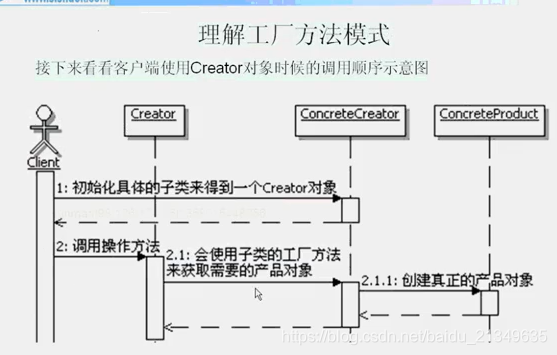 理解工厂方法模式
接下来看看客户端使用Creator对象时候的调用顺序示意图
Creator
ConcreteCreator
ConcreteProduct
Client
1: 初始化具体的子类来得到一个Creator对象
2: 调用操作方法
2.1: 会使用子类的工厂方法
来获取需要的产品对象
2.1.1: 创建真正的产品对象
https://blog.csdn.net/baidu_21349635